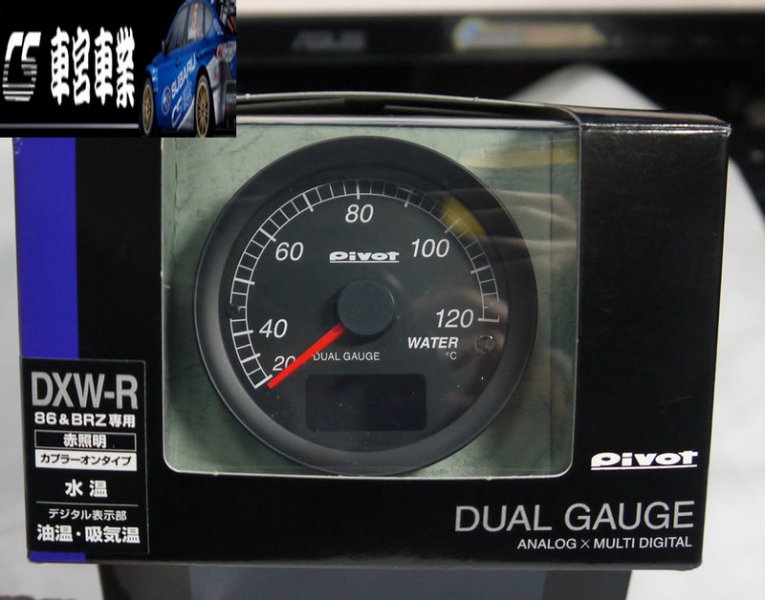 CS 車宮車業
SUBARU
ASUS
80
60
100
pivot
40
120
20
WATER
°C
DUAL GAUGE
DXW-R
86&BRZ専用
赤照明
カプラーオンタイプ
水温
デジタル表示部
油温・吸気温
pivot
DUAL GAUGE
ANALOG×MULTI DIGITAL